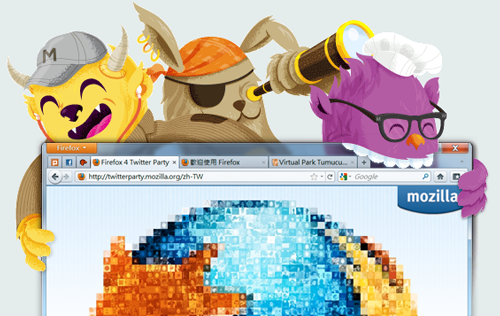 M
Firefox
Firefox 4 Twitter Party
歡迎使用 Firefox
Virtual Park Tumucu...
http://twitterparty.mozilla.org/zh-TW
Google
mozilla